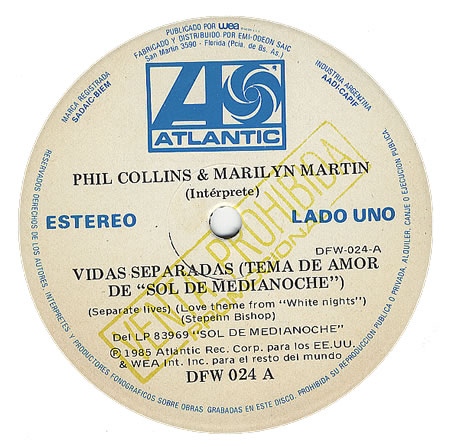 PUBLICADO POR wea
FABRICADO Y DISTRIBUIDO POR EMI-ODEON SAIC
San Martín 3590 - Florida (Pcia. de Bs. As.)
MARCA REGISTRADA
SADAIC-BIEM
INDUSTRIA ARGENTINA
AADI-CAPIF
ATLANTIC
PHIL COLLINS & MARILYN MARTIN
(Intérprete)
ESTEREO
LADO UNO
DFW-024-A
VIDAS SEPARADAS (TEMA DE AMOR
DE "SOL DE MEDIANOCHE")
(Separate lives) (Love theme from "White nights")
(Stepehn Bishop)
Del LP 83969 "SOL DE MEDIANOCHE"
Ⓟ 1985 Atlantic Rec. Corp. para los EE.UU.
& WEA Int. Inc. para el resto del mundo
DFW 024 A
VENTA PROHIBIDA
RESERVADOS DERECHOS DE LOS AUTORES, INTERPRETES Y PRODUCTORES FONOGRAFICOS SOBRE OBRAS GRABADAS EN ESTE DISCO. PROHIBIDA SU REPRODUCCION PUBLICA O PRIVADA, ALQUILER, CANJE O EJECUCION PUBLICA